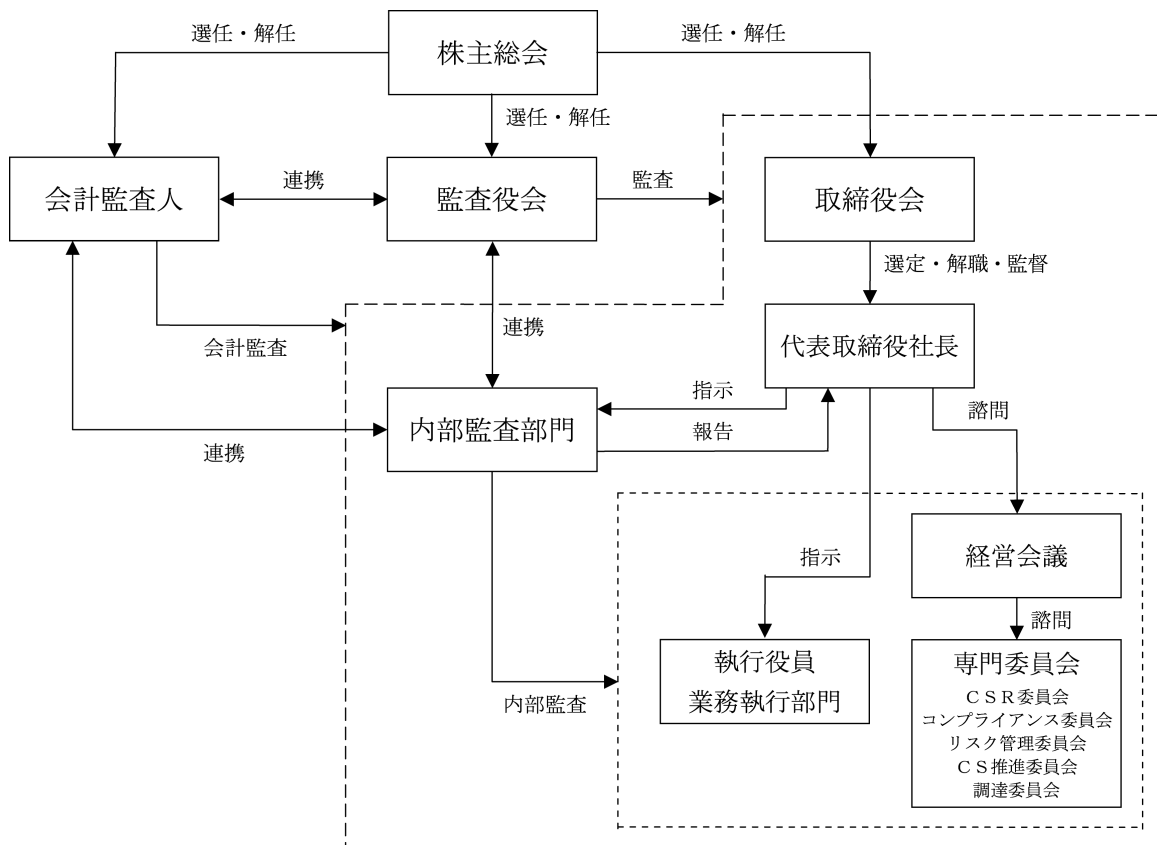 選任・解任
株主総会
選任・解任
選任・解任
会計監査人
連携
監査役会
監査
取締役会
選定・解職・監督
会計監査
連携
代表取締役社長
指示
内部監査部門
報告
諮問
連携
指示
経営会議
諮問
執行役員
業務執行部門
内部監査
専門委員会
ＣＳＲ委員会
コンプライアンス委員会
リスク管理委員会
ＣＳ推進委員会
調達委員会